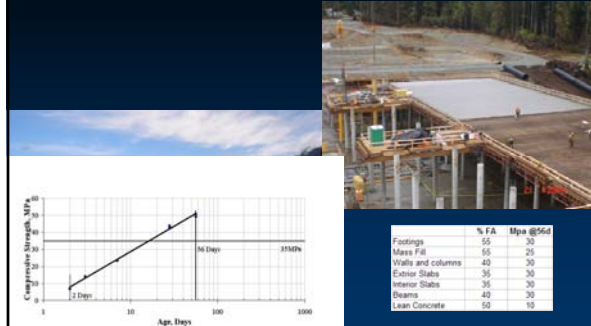 Compressive Strength, MPa
60
50
40
30
20
10
0
56 Days
35MPa
2 Days
1 10 100 1000
Age, Days
% FA Mpa @56d
Footings 55 30
Mass Fill 55 25
Walls and columns 40 30
Extrior Slabs 35 30
Interior Slabs 35 30
Beams 40 30
Lean Concrete 50 10